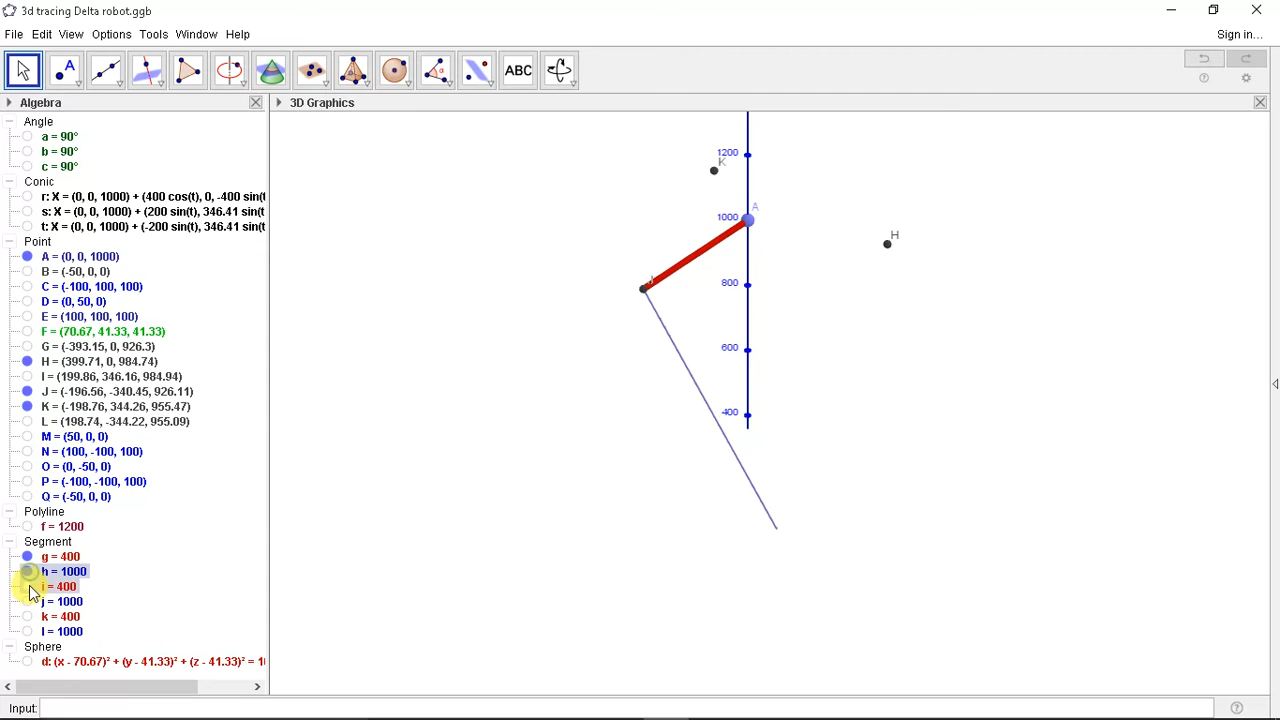 3d tracing Delta robot.ggb
File Edit View Options Tools Window Help
Sign in...
A
ABC
Algebra
3D Graphics
Angle
a = 90°
b = 90°
c = 90°
Conic
r: X = (0, 0, 1000) + (400 cos(t), 0, -400 sin(t
s: X = (0, 0, 1000) + (200 sin(t), 346.41 sin(t
t: X = (0, 0, 1000) + (-200 sin(t), 346.41 sin(t
Point
A = (0, 0, 1000)
B = (-50, 0, 0)
C = (-100, 100, 100)
D = (0, 50, 0)
E = (100, 100, 100)
F = (70.67, 41.33, 41.33)
G = (-393.15, 0, 926.3)
H = (399.71, 0, 984.74)
I = (199.86, 346.16, 984.94)
J = (-196.56, -340.45, 926.11)
K = (-198.76, 344.26, 955.47)
L = (198.74, -344.22, 955.09)
M = (50, 0, 0)
N = (100, -100, 100)
O = (0, -50, 0)
P = (-100, -100, 100)
Q = (-50, 0, 0)
Polyline
f = 1200
Segment
g = 400
h = 1000
i = 400
j = 1000
k = 400
l = 1000
Sphere
d: (x - 70.67)² + (y - 41.33)² + (z - 41.33)² = 1
1200
K
A
1000
H
J
800
600
400
Input: